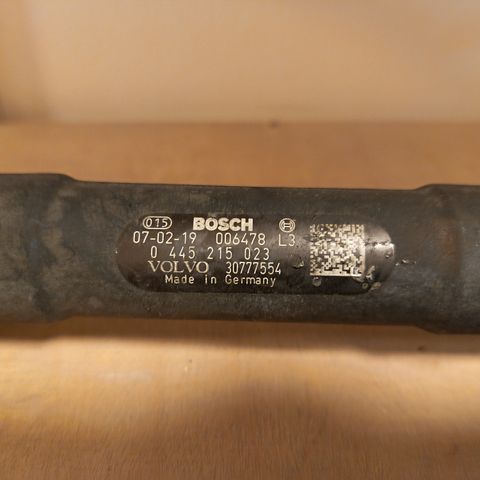 015 BOSCH
07-02-19 006478 L3
0 445 215 023
VOLVO 30777554
Made in Germany